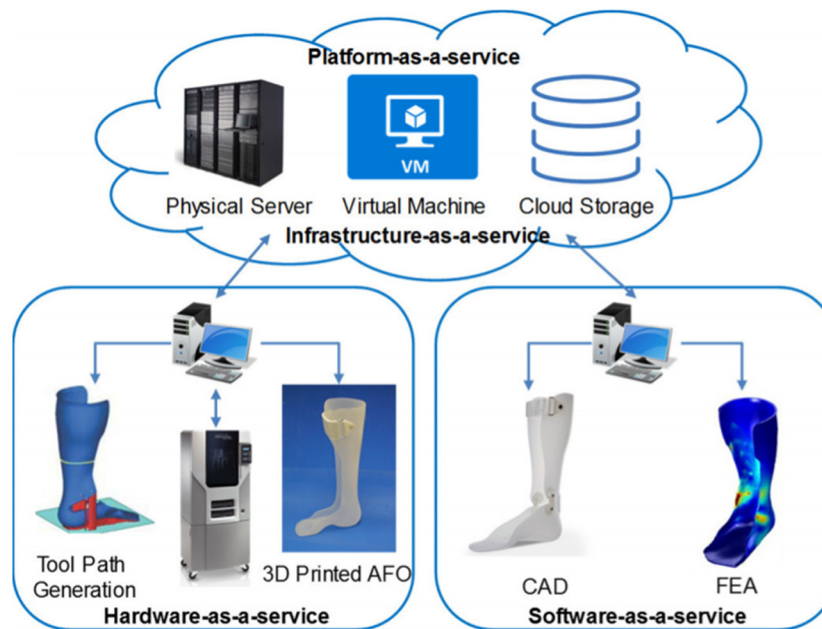 Platform-as-a-service
VM
Physical Server
Virtual Machine
Cloud Storage
Infrastructure-as-a-service
Tool Path
Generation
3D Printed AFO
Hardware-as-a-service
CAD
FEA
Software-as-a-service